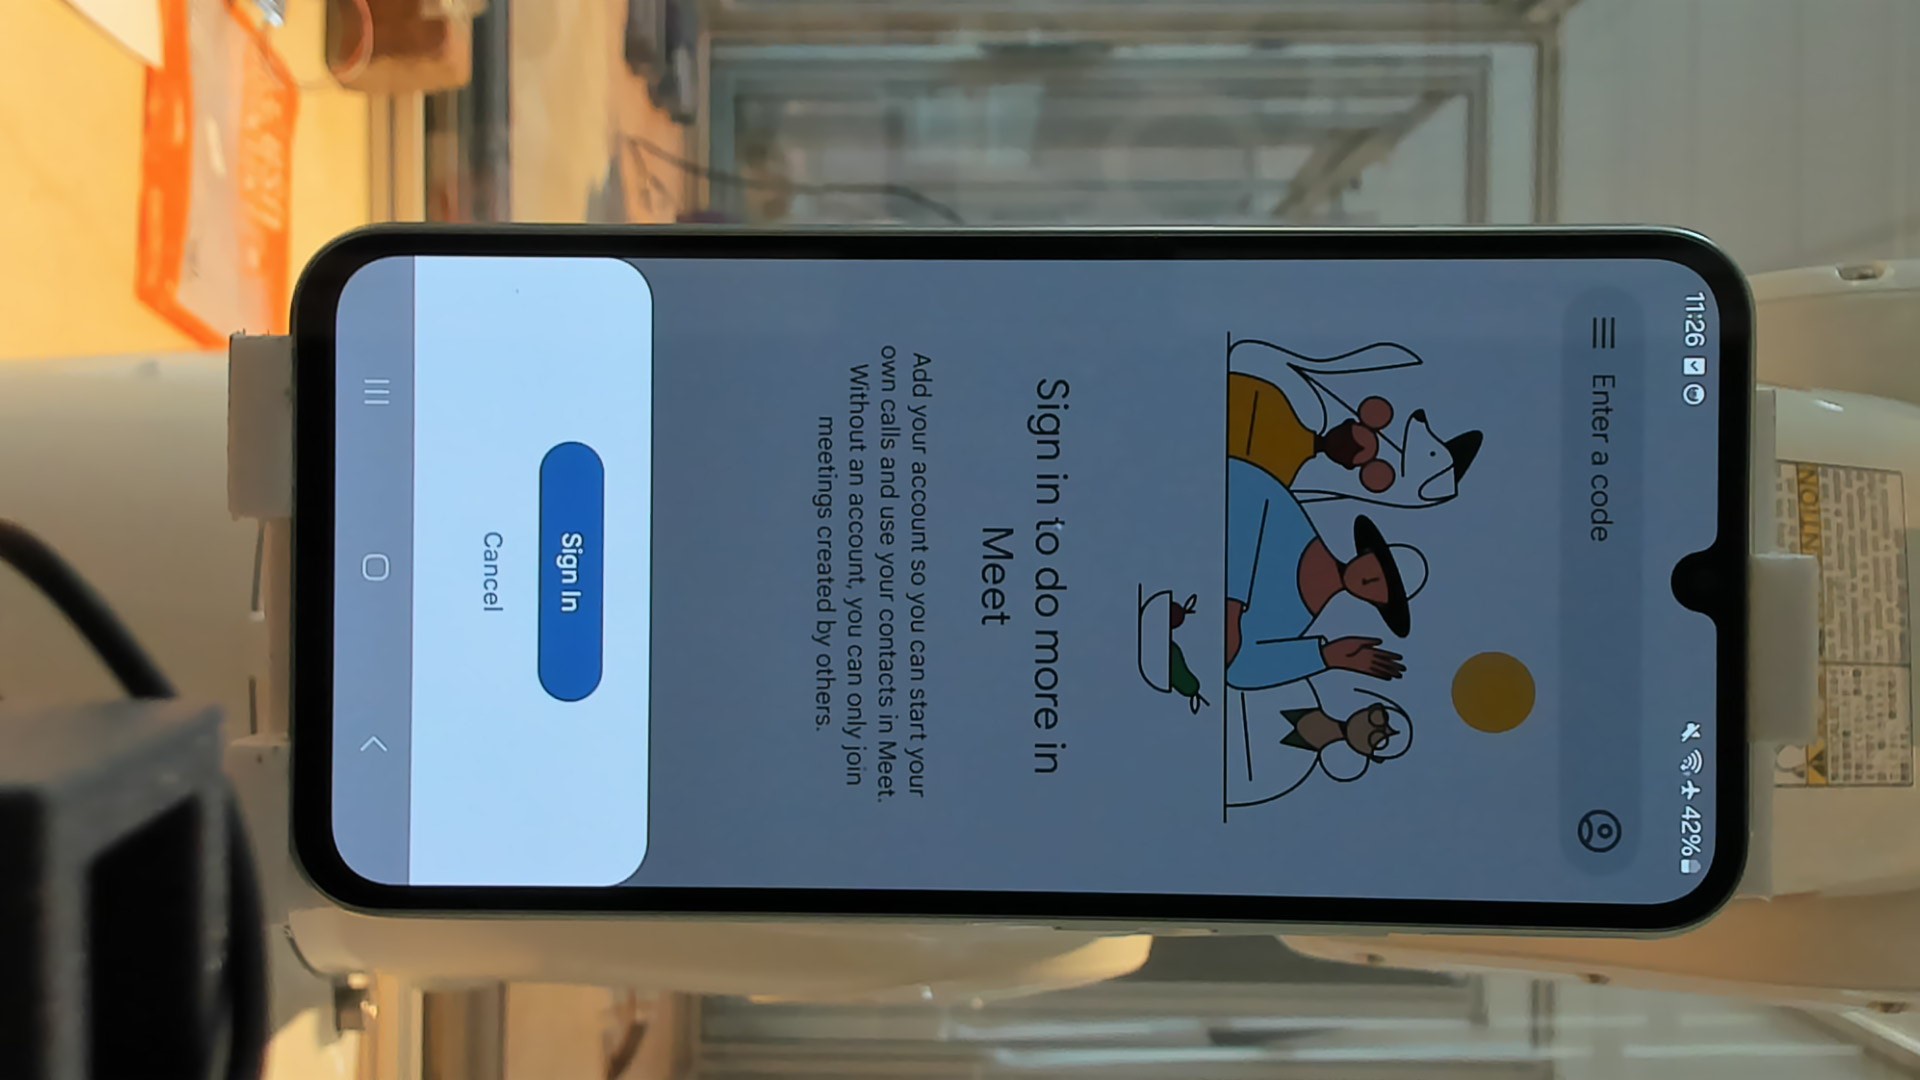 11:26
42%
Enter a code
Sign in to do more in
Meet
Add your account so you can start your
own calls and use your contacts in Meet.
Without an account, you can only join
meetings created by others.
Sign In
Cancel